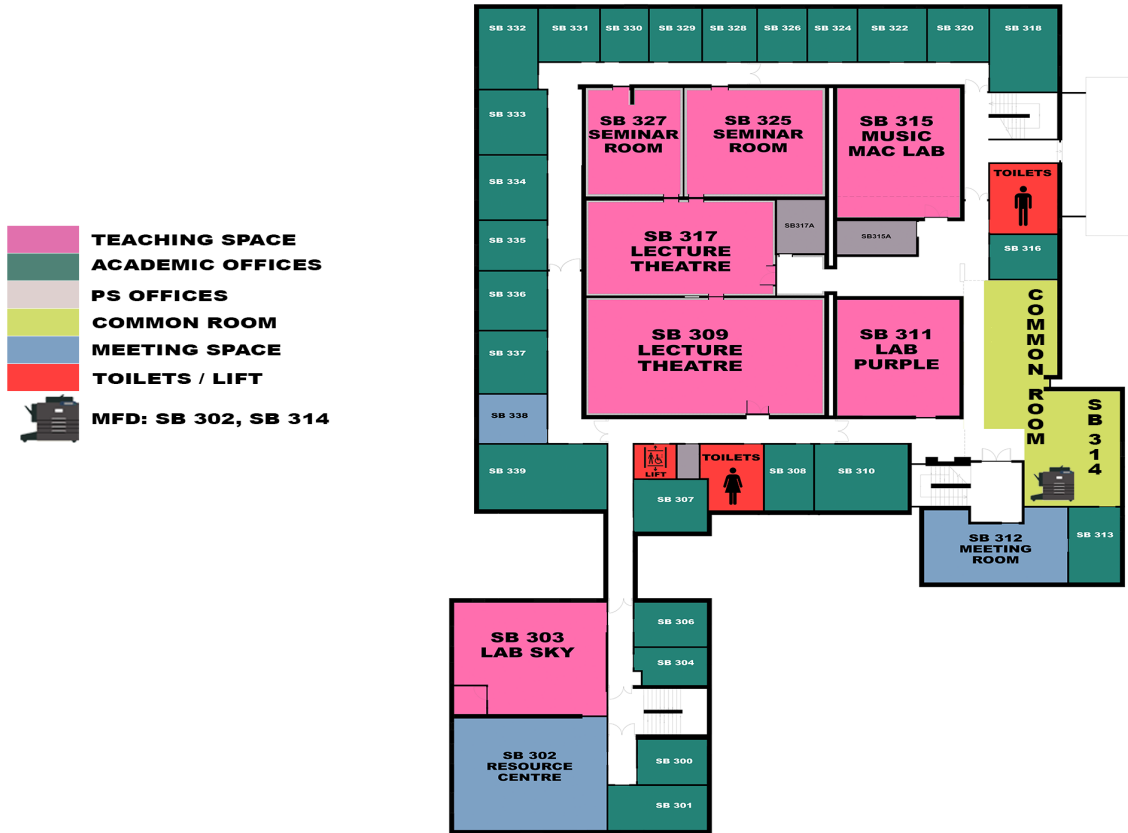 SB 332
SB 331
SB 330
SB 329
SB 328
SB 326
SB 324
SB 322
SB 320
SB 318
SB 333
SB 327
SEMINAR
ROOM
SB 325
SEMINAR
ROOM
SB 315
MUSIC
MAC LAB
SB 334
TOILETS
SB 335
SB 317
LECTURE
THEATRE
SB317A
SB315A
SB 316
TEACHING SPACE
ACADEMIC OFFICES
PS OFFICES
COMMON ROOM
MEETING SPACE
TOILETS / LIFT
MFD: SB 302, SB 314
SB 336
SB 337
SB 309
LECTURE
THEATRE
SB 311
LAB
PURPLE
COMMON ROOM
SB 314
SB 338
SB 339
LIFT
TOILETS
SB 308
SB 310
SB 307
SB 312
MEETING
ROOM
SB 313
SB 303
LAB SKY
SB 306
SB 304
SB 302
RESOURCE
CENTRE
SB 300
SB 301